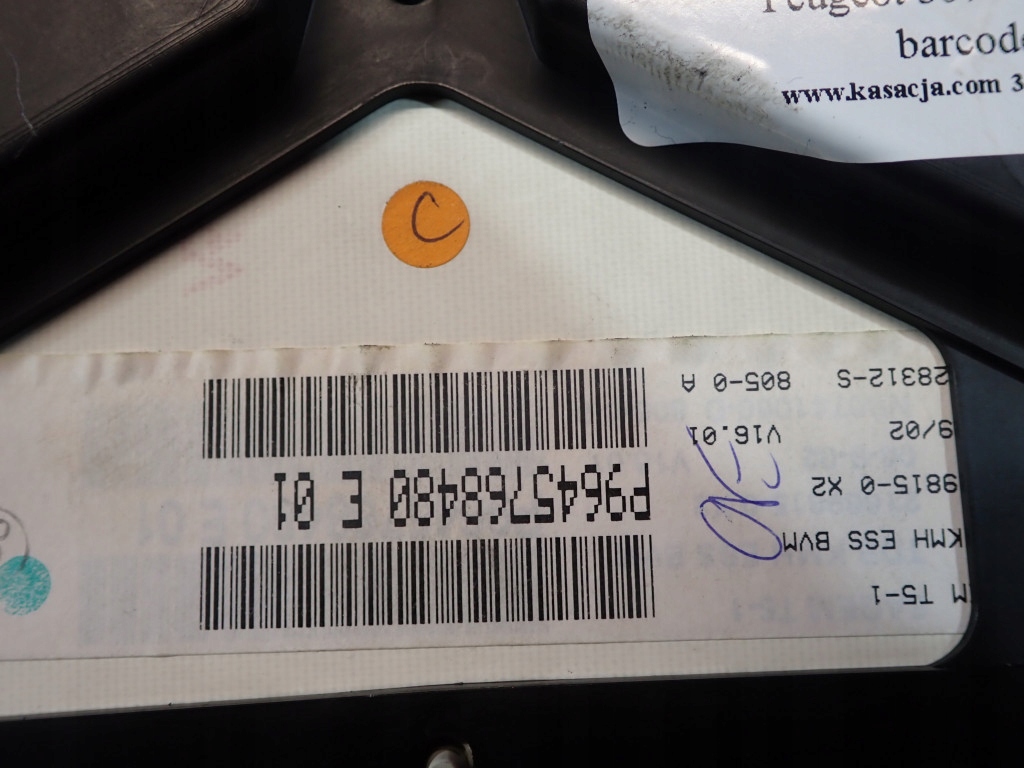 Peugeot
barcode
www.kasacja.com 3
C
M T5-1
KMH ESS BVM
9815-0 X2
9/02 V16.01
28312-S 805-0 A
P9645768480 E 01